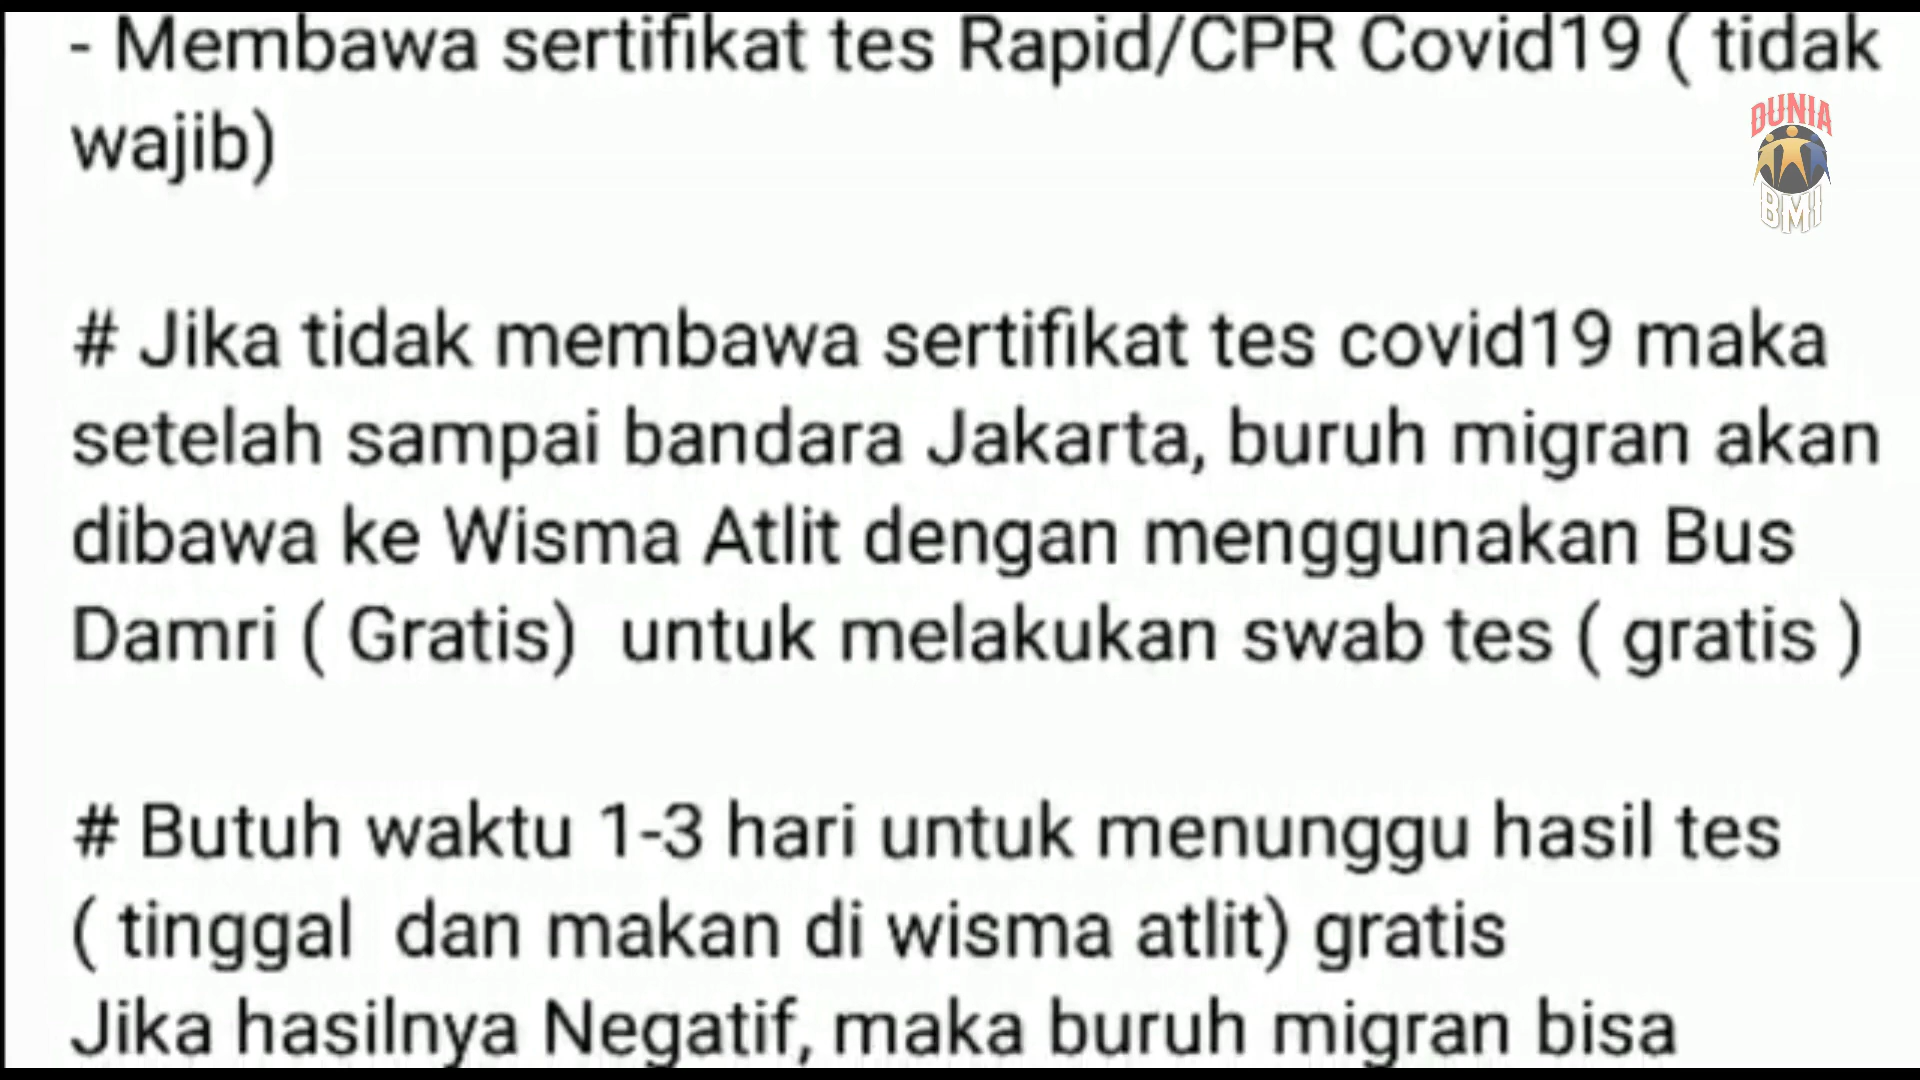 - Membawa sertifikat tes Rapid/CPR Covid19 ( tidak
wajib)
DUNIA
BMI
# Jika tidak membawa sertifikat tes covid19 maka
setelah sampai bandara Jakarta, buruh migran akan
dibawa ke Wisma Atlit dengan menggunakan Bus
Damri ( Gratis)  untuk melakukan swab tes ( gratis )
# Butuh waktu 1-3 hari untuk menunggu hasil tes
( tinggal  dan makan di wisma atlit) gratis
Jika hasilnya Negatif, maka buruh migran bisa